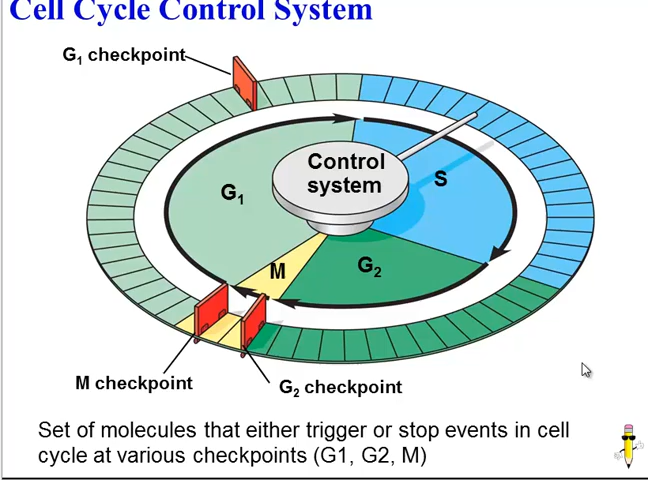 Cell Cycle Control System
G₁ checkpoint
Control
system
S
G₁
M
G₂
M checkpoint
G₂ checkpoint
Set of molecules that either trigger or stop events in cell
cycle at various checkpoints (G1, G2, M)